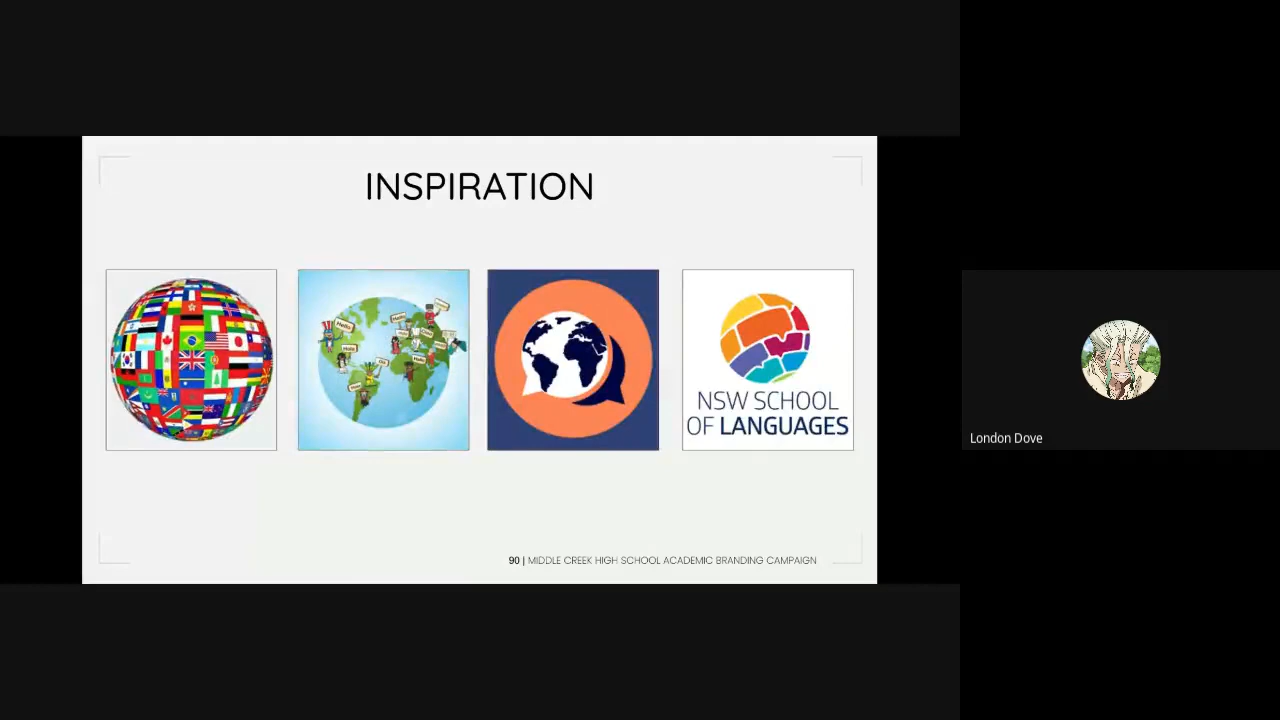 INSPIRATION
NSW SCHOOL
OF LANGUAGES
90 | MIDDLE CREEK HIGH SCHOOL ACADEMIC BRANDING CAMPAIGN
London Dove